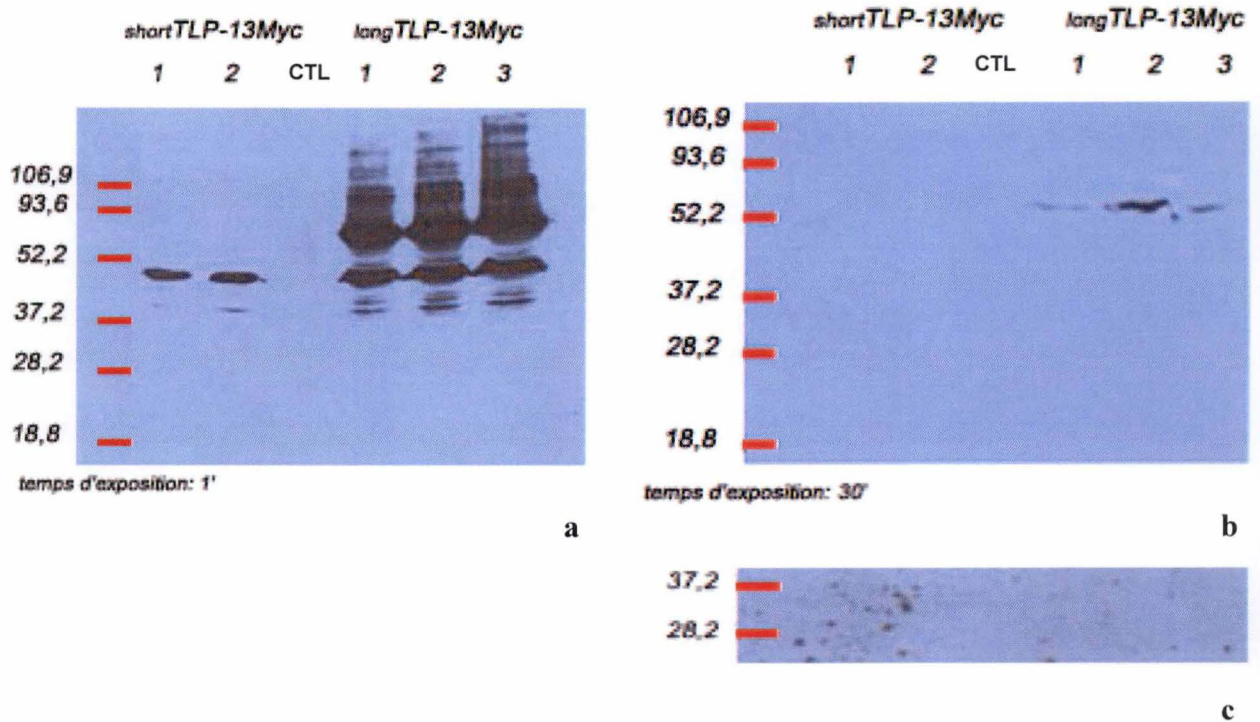 shortTLP-13Myc longTLP-13Myc
1 2 CTL 1 2 3
106,9
93,6
52,2
37,2
28,2
18,8
temps d'exposition: 1'
a
shortTLP-13Myc longTLP-13Myc
1 2 CTL 1 2 3
106,9
93,6
52,2
37,2
28,2
18,8
temps d'exposition: 30'
b
37,2
28,2
c